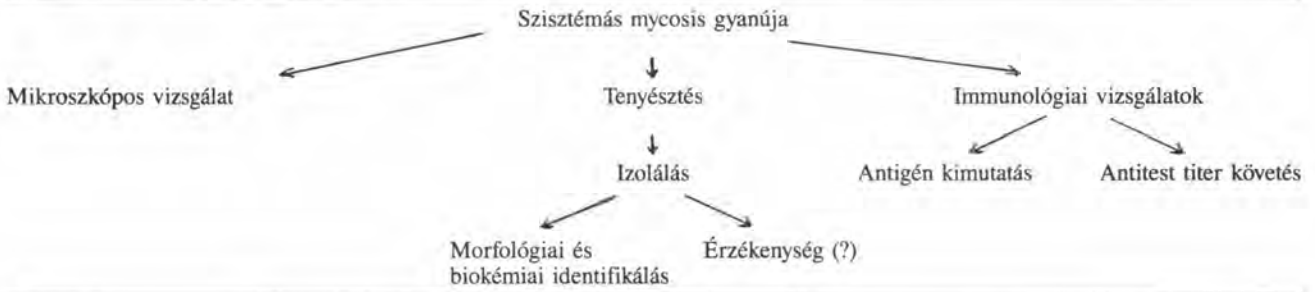 Szisztémás mycosis gyanúja
Mikroszkópos vizsgálat
Tenyésztés
Immunológiai vizsgálatok
Izolálás
Antigén kimutatás
Antitest titer követés
Morfológiai és
biokémiai identifikálás
Érzékenység (?)